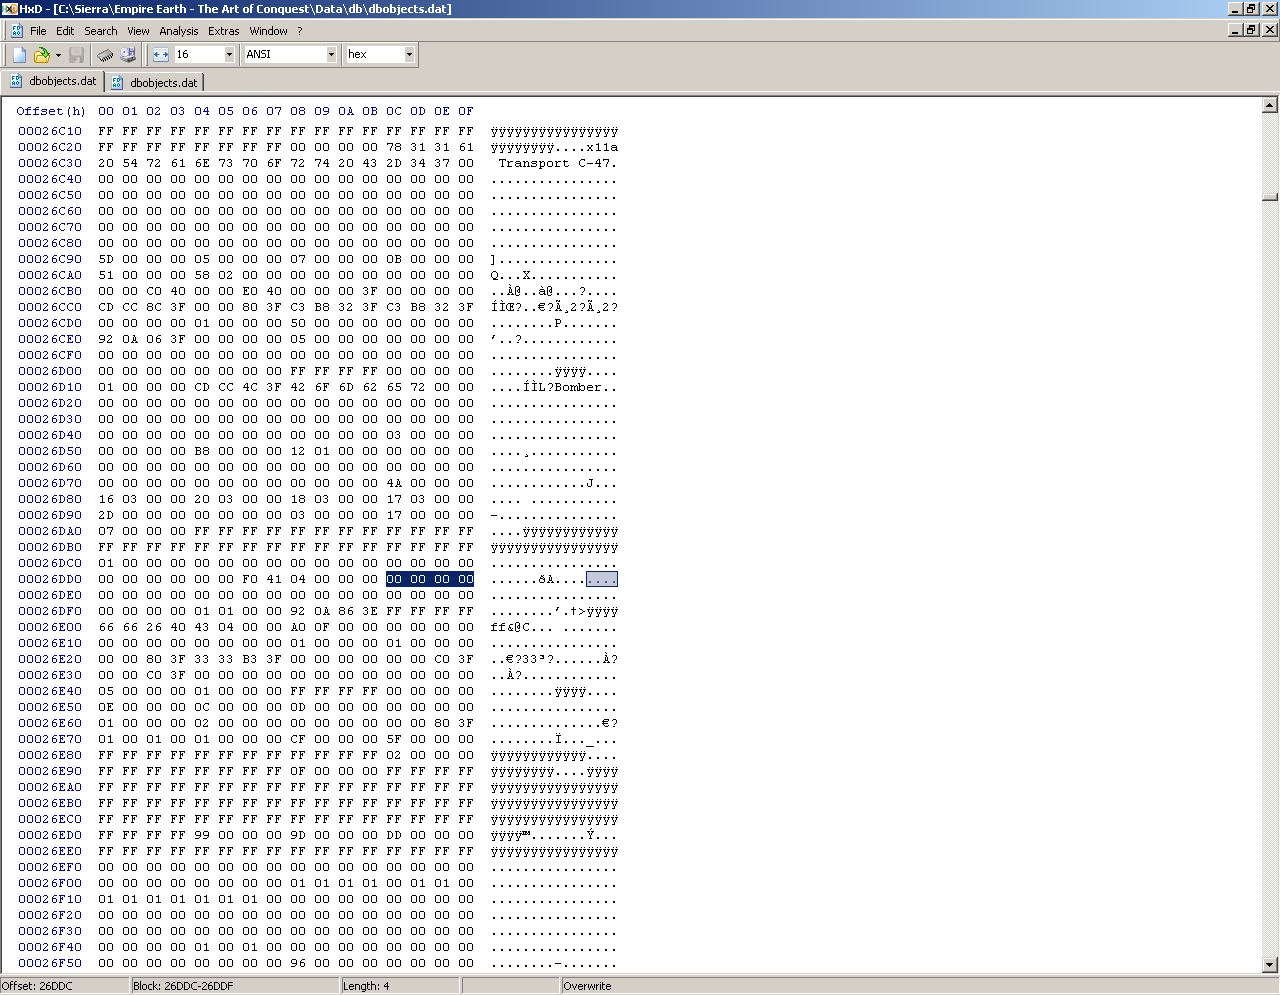 HxD - [C:\Sierra\Empire Earth - The Art of Conquest\Data\db\dbobjects.dat]
File Edit Search View Analysis Extras Window ?
16 ANSI hex
dbobjects.dat dbobjects.dat
Offset(h) 00 01 02 03 04 05 06 07 08 09 0A 0B 0C 0D 0E 0F
00026C10 FF FF FF FF FF FF FF FF FF FF FF FF FF FF FF FF ÿÿÿÿÿÿÿÿÿÿÿÿÿÿÿÿ
00026C20 FF FF FF FF FF FF FF FF 00 00 00 00 78 31 31 61 ÿÿÿÿÿÿÿÿ....x11a
00026C30 20 54 72 61 6E 73 70 6F 72 74 20 43 2D 34 37 00 Transport C-47.
00026C40 00 00 00 00 00 00 00 00 00 00 00 00 00 00 00 00 ................
00026C50 00 00 00 00 00 00 00 00 00 00 00 00 00 00 00 00 ................
00026C60 00 00 00 00 00 00 00 00 00 00 00 00 00 00 00 00 ................
00026C70 00 00 00 00 00 00 00 00 00 00 00 00 00 00 00 00 ................
00026C80 00 00 00 00 00 00 00 00 00 00 00 00 00 00 00 00 ................
00026C90 5D 00 00 00 05 00 00 00 07 00 00 00 0B 00 00 00 ]...............
00026CA0 51 00 00 00 58 02 00 00 00 00 00 00 00 00 00 00 Q...X...........
00026CB0 00 00 C0 40 00 00 E0 40 00 00 00 3F 00 00 00 00 ..À@..à@...?....
00026CC0 CD CC 8C 3F 00 00 80 3F C3 B8 32 3F C3 B8 32 3F ÍÌŒ?..€?Ã¸2?Ã¸2?
00026CD0 00 00 00 00 01 00 00 00 50 00 00 00 00 00 00 00 ........P.......
00026CE0 92 0A 06 3F 00 00 00 00 05 00 00 00 00 00 00 00 ’..?............
00026CF0 00 00 00 00 00 00 00 00 00 00 00 00 00 00 00 00 ................
00026D00 00 00 00 00 00 00 00 00 FF FF FF FF 00 00 00 00 ........ÿÿÿÿ....
00026D10 01 00 00 00 CD CC 4C 3F 42 6F 6D 62 65 72 00 00 ....ÍÌL?Bomber..
00026D20 00 00 00 00 00 00 00 00 00 00 00 00 00 00 00 00 ................
00026D30 00 00 00 00 00 00 00 00 00 00 00 00 00 00 00 00 ................
00026D40 00 00 00 00 00 00 00 00 00 00 00 00 03 00 00 00 ................
00026D50 00 00 00 00 B8 00 00 00 12 01 00 00 00 00 00 00 ....¸...........
00026D60 00 00 00 00 00 00 00 00 00 00 00 00 00 00 00 00 ................
00026D70 00 00 00 00 00 00 00 00 00 00 00 00 4A 00 00 00 ............J...
00026D80 16 03 00 00 20 03 00 00 18 03 00 00 17 03 00 00 .... ...........
00026D90 2D 00 00 00 00 00 00 00 03 00 00 00 17 00 00 00 -...............
00026DA0 07 00 00 00 FF FF FF FF FF FF FF FF FF FF FF FF ....ÿÿÿÿÿÿÿÿÿÿÿÿ
00026DB0 FF FF FF FF FF FF FF FF FF FF FF FF FF FF FF FF ÿÿÿÿÿÿÿÿÿÿÿÿÿÿÿÿ
00026DC0 01 00 00 00 00 00 00 00 00 00 00 00 00 00 00 00 ................
00026DD0 00 00 00 00 00 00 F0 41 04 00 00 00 00 00 00 00 ......ðA........
00026DE0 00 00 00 00 00 00 00 00 00 00 00 00 00 00 00 00 ................
00026DF0 00 00 00 00 01 01 00 00 92 0A 86 3E FF FF FF FF ........’.†>ÿÿÿÿ
00026E00 66 66 26 40 43 04 00 00 A0 0F 00 00 00 00 00 00 ff&@C... .......
00026E10 00 00 00 00 00 00 00 00 01 00 00 00 01 00 00 00 ................
00026E20 00 00 80 3F 33 33 B3 3F 00 00 00 00 00 00 C0 3F ..€?33³?......À?
00026E30 00 00 C0 3F 00 00 00 00 00 00 00 00 00 00 00 00 ..À?............
00026E40 05 00 00 00 01 00 00 00 FF FF FF FF 00 00 00 00 ........ÿÿÿÿ....
00026E50 0E 00 00 00 0C 00 00 00 0D 00 00 00 00 00 00 00 ................
00026E60 01 00 00 00 02 00 00 00 00 00 00 00 00 00 80 3F ..............€?
00026E70 01 00 01 00 01 00 00 00 CF 00 00 00 5F 00 00 00 ........Ï..._...
00026E80 FF FF FF FF FF FF FF FF FF FF FF FF 02 00 00 00 ÿÿÿÿÿÿÿÿÿÿÿÿ....
00026E90 FF FF FF FF FF FF FF FF 0F 00 00 00 FF FF FF FF ÿÿÿÿÿÿÿÿ....ÿÿÿÿ
00026EA0 FF FF FF FF FF FF FF FF FF FF FF FF FF FF FF FF ÿÿÿÿÿÿÿÿÿÿÿÿÿÿÿÿ
00026EB0 FF FF FF FF FF FF FF FF FF FF FF FF FF FF FF FF ÿÿÿÿÿÿÿÿÿÿÿÿÿÿÿÿ
00026EC0 FF FF FF FF FF FF FF FF FF FF FF FF FF FF FF FF ÿÿÿÿÿÿÿÿÿÿÿÿÿÿÿÿ
00026ED0 FF FF FF FF 99 00 00 00 9D 00 00 00 DD 00 00 00 ÿÿÿÿ™.......Ý...
00026EE0 FF FF FF FF FF FF FF FF FF FF FF FF FF FF FF FF ÿÿÿÿÿÿÿÿÿÿÿÿÿÿÿÿ
00026EF0 00 00 00 00 00 00 00 00 00 00 00 00 00 00 00 00 ................
00026F00 00 00 00 00 00 00 00 00 01 01 01 01 00 01 01 00 ................
00026F10 01 01 01 01 01 01 01 00 00 00 00 00 00 00 00 00 ................
00026F20 00 00 00 00 00 00 00 00 00 00 00 00 00 00 00 00 ................
00026F30 00 00 00 00 00 00 00 00 00 00 00 00 00 00 00 00 ................
00026F40 00 00 00 00 01 00 01 00 00 00 00 00 00 00 00 00 ................
00026F50 00 00 00 00 00 00 00 00 96 00 00 00 00 00 00 00 ........–.......
Offset: 26DDC Block: 26DDC-26DDF Length: 4 Overwrite